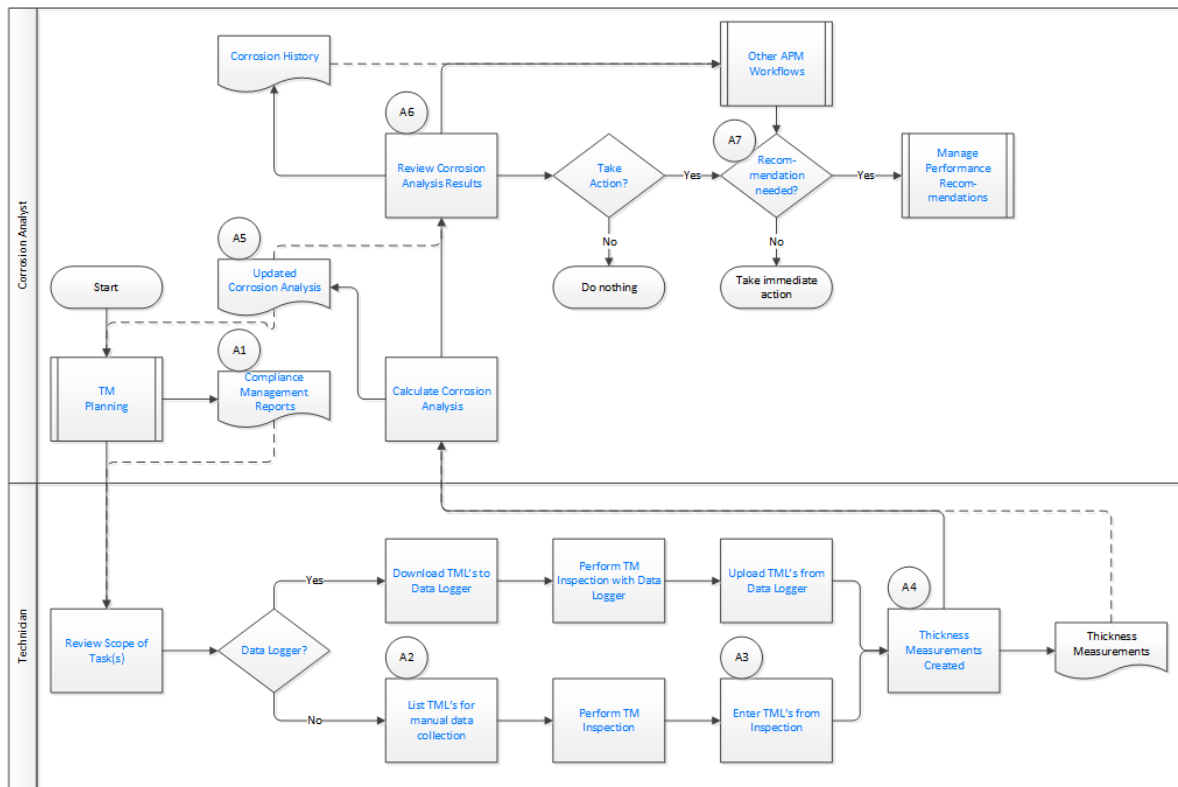 Corrosion Analyst
Corrosion History
Other APM
Workflows
A6
A7
Review Corrosion
Analysis Results
Take
Action?
Yes
Recom-
mendation
needed?
Yes
Manage
Performance
Recom-
mendations
No
No
Do nothing
Take immediate
action
A5
Updated
Corrosion Analysis
Start
A1
TM
Planning
Compliance
Management
Reports
Calculate Corrosion
Analysis
Technician
Yes
Download TML's to
Data Logger
Perform TM
Inspection with Data
Logger
Upload TML's from
Data Logger
A4
Review Scope of
Task(s)
Data Logger?
Thickness
Measurements
Created
Thickness
Measurements
A2
A3
No
List TML's for
manual data
collection
Perform TM
Inspection
Enter TML's from
Inspection